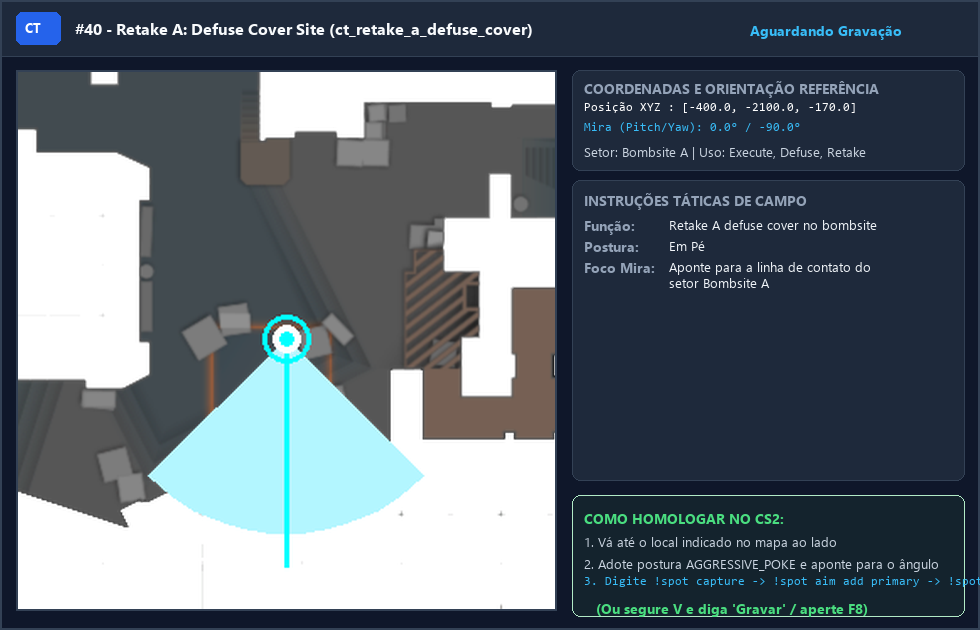 CT
#40 - Retake A: Defuse Cover Site (ct_retake_a_defuse_cover)
Aguardando Gravação
COORDENADAS E ORIENTAÇÃO REFERÊNCIA
Posição XYZ : [-400.0, -2100.0, -170.0]
Mira (Pitch/Yaw): 0.0° / -90.0°
Setor: Bombsite A | Uso: Execute, Defuse, Retake
INSTRUÇÕES TÁTICAS DE CAMPO
Função: Retake A defuse cover no bombsite
Postura: Em Pé
Foco Mira: Aponte para a linha de contato do
setor Bombsite A
COMO HOMOLOGAR NO CS2:
1. Vá até o local indicado no mapa ao lado
2. Adote postura AGGRESSIVE_POKE e aponte para o ângulo
3. Digite !spot capture -> !spot aim add primary -> !spot
(Ou segure V e diga 'Gravar' / aperte F8)